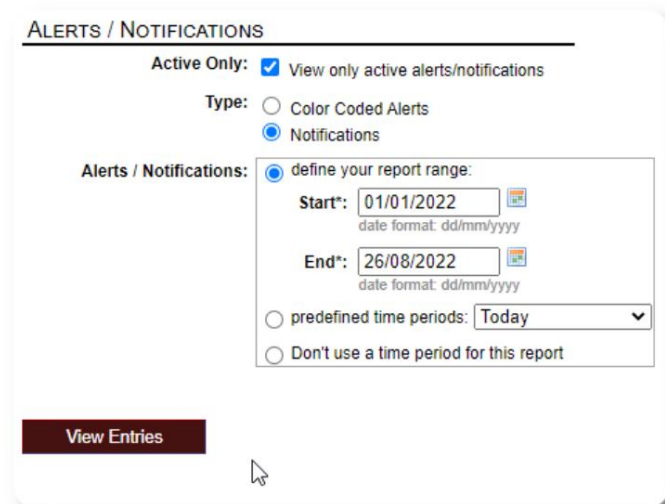 ALERTS / NOTIFICATIONS
Active Only: View only active alerts/notifications
Type: Color Coded Alerts
Notifications
Alerts / Notifications: define your report range:
Start*: 01/01/2022
date format: dd/mm/yyyy
End*: 26/08/2022
date format: dd/mm/yyyy
predefined time periods: Today
Don't use a time period for this report
View Entries